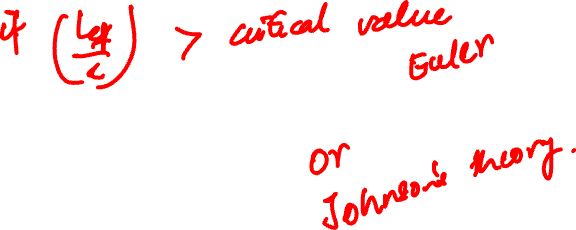 if (Leff/L) > critical value
Euler
or
Johnson's theory.